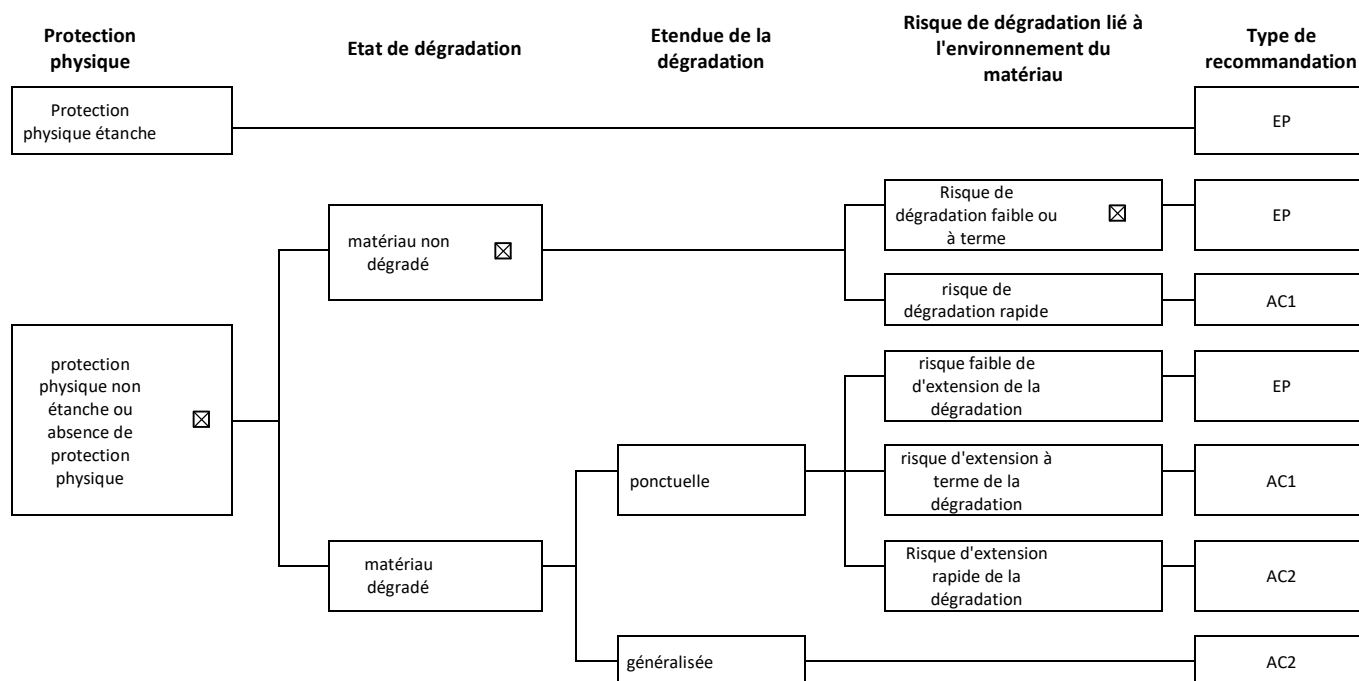 Protection
physique
Etat de dégradation
Etendue de la
dégradation
Risque de dégradation lié à
l'environnement du
matériau
Type de
recommandation
Protection
physique étanche
EP
Risque de
dégradation faible ou
à terme
EP
matériau non
dégradé
risque de
dégradation rapide
AC1
protection
physique non
étanche ou
absence de
protection
physique
risque faible de
d'extension de la
dégradation
EP
ponctuelle
risque d'extension à
terme de la
dégradation
AC1
matériau
dégradé
Risque d'extension
rapide de la
dégradation
AC2
généralisée
AC2